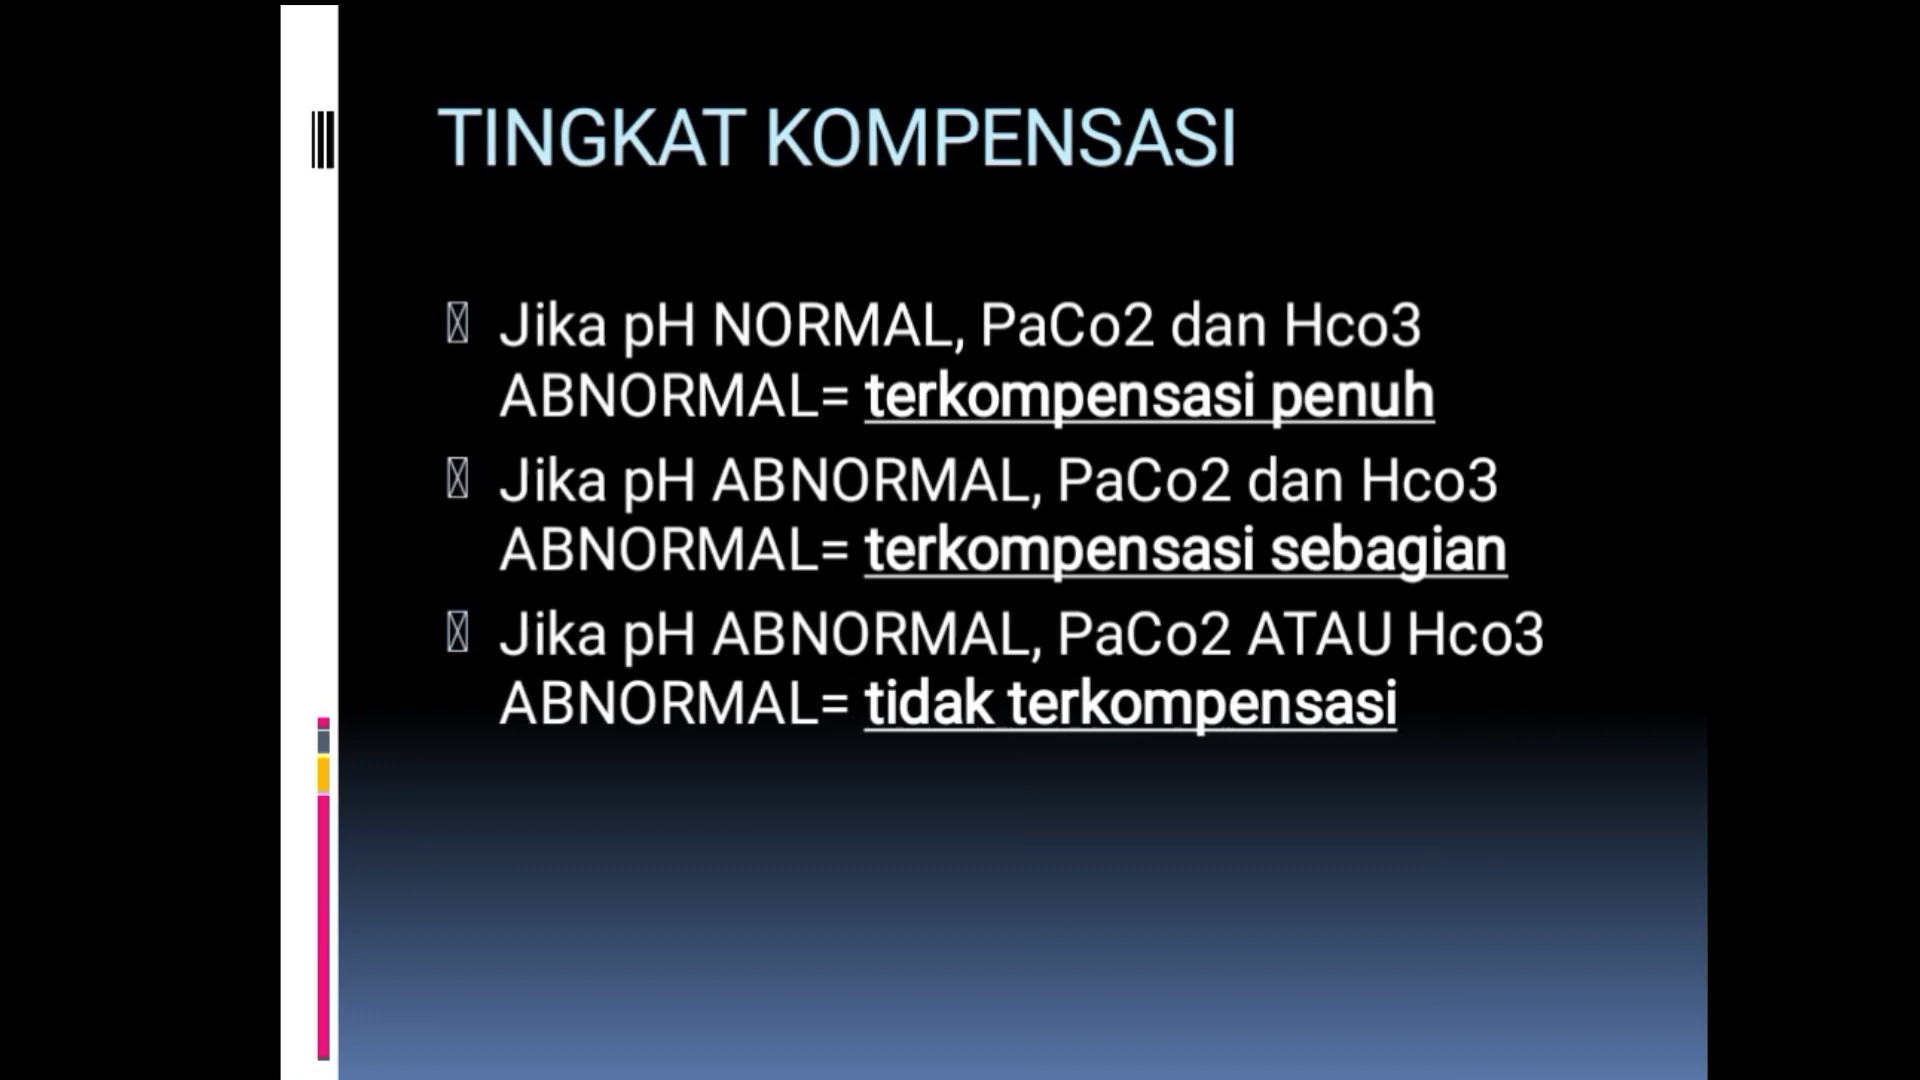 TINGKAT KOMPENSASI
Jika pH NORMAL, PaCo2 dan Hco3
ABNORMAL= terkompensasi penuh
Jika pH ABNORMAL, PaCo2 dan Hco3
ABNORMAL= terkompensasi sebagian
Jika pH ABNORMAL, PaCo2 ATAU Hco3
ABNORMAL= tidak terkompensasi